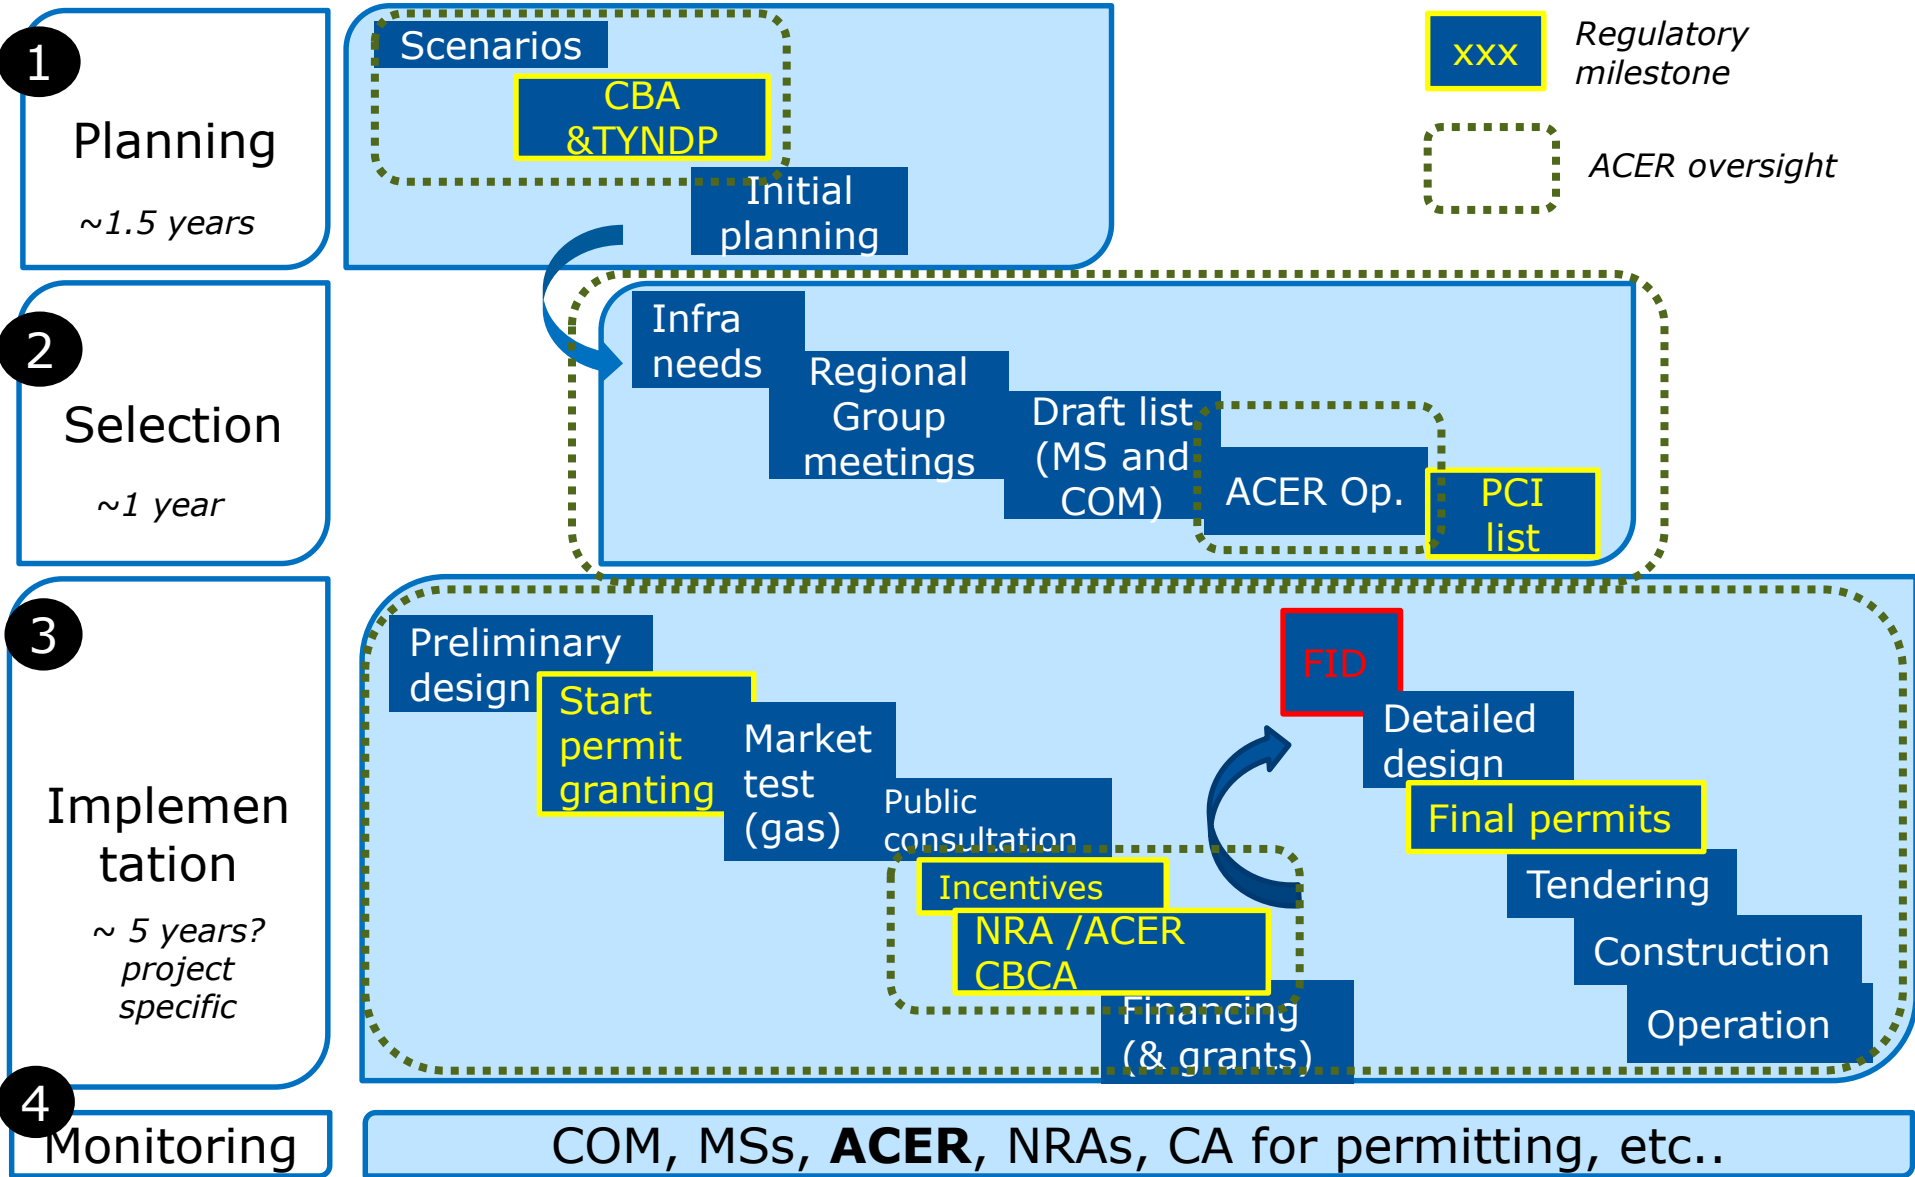 1
Planning
~1.5 years
Scenarios
CBA
&TYNDP
Initial
planning
xxx
Regulatory
milestone
ACER oversight
2
Selection
~1 year
Infra
needs
Regional
Group
meetings
Draft list
(MS and
COM)
ACER Op.
PCI
list
3
Implemen
tation
~ 5 years?
project
specific
Preliminary
design
Start
permit
granting
Market
test
(gas)
Public
consultation
Incentives
NRA /ACER
CBCA
Financing
(& grants)
FID
Detailed
design
Final permits
Tendering
Construction
Operation
4
Monitoring
COM, MSs, ACER, NRAs, CA for permitting, etc..